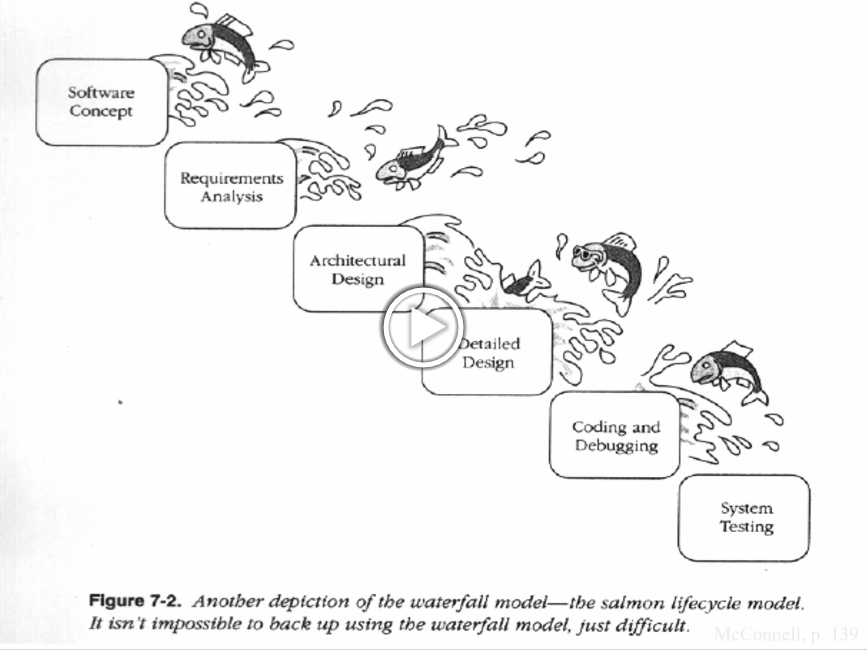 Software
Concept
Requirements
Analysis
Architectural
Design
Detailed
Design
Coding and
Debugging
System
Testing
Figure 7-2. Another depiction of the waterfall model—the salmon lifecycle model.
It isn't impossible to back up using the waterfall model, just difficult.
McConnell, p. 139